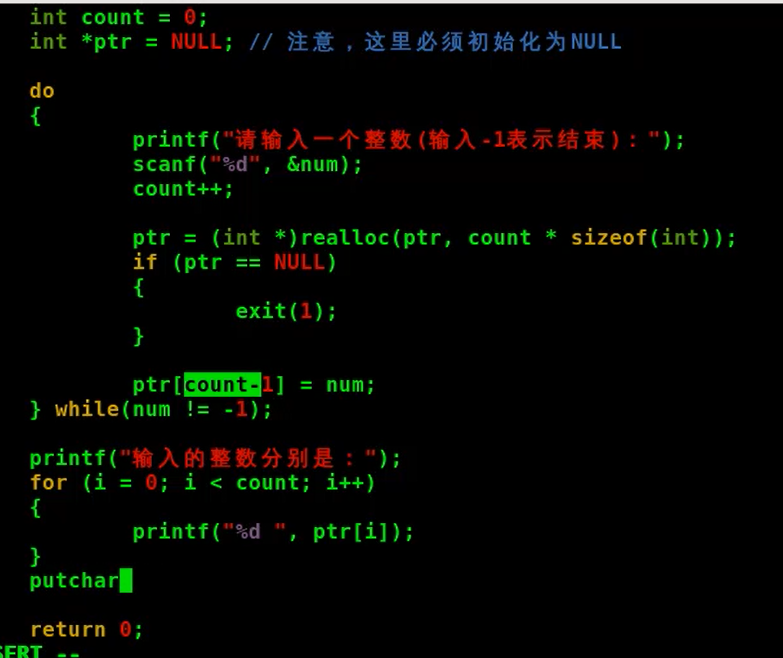 int count = 0;
int *ptr = NULL; // 注意，这里必须初始化为NULL
do
{
printf("请输入一个整数(输入-1表示结束)：");
scanf("%d", &num);
count++;
ptr = (int *)realloc(ptr, count * sizeof(int));
if (ptr == NULL)
{
exit(1);
}
ptr[count-1] = num;
} while(num != -1);
printf("输入的整数分别是：");
for (i = 0; i < count; i++)
{
printf("%d ", ptr[i]);
}
putchar
return 0;
SERT --